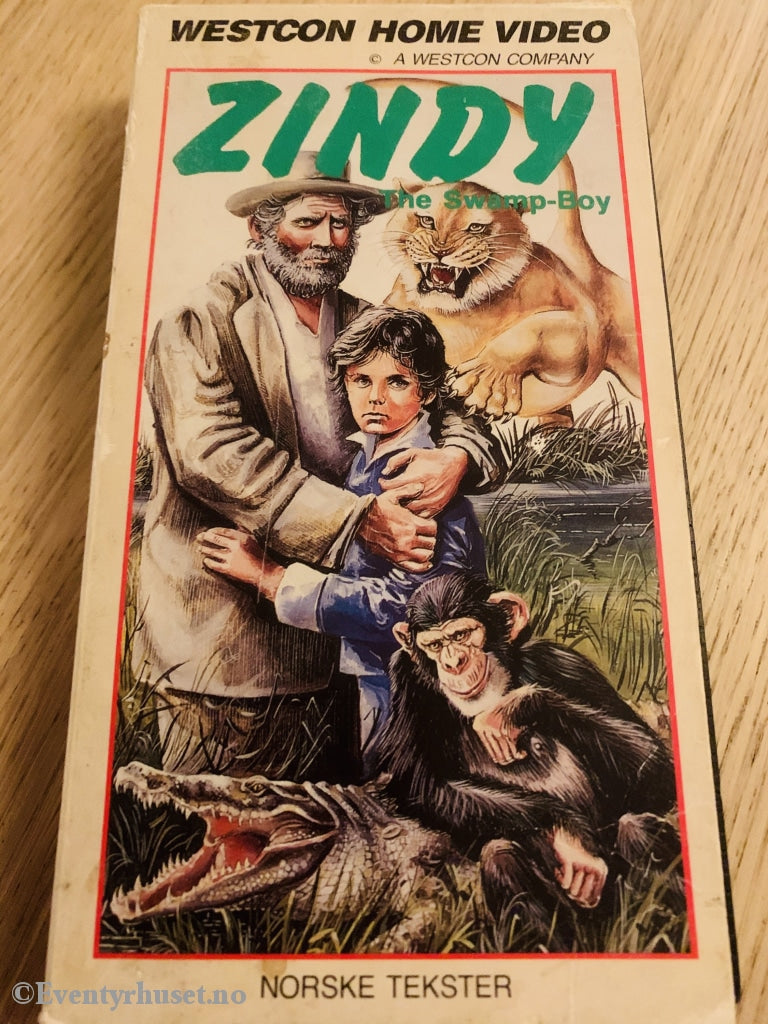 WESTCON HOME VIDEO
© A WESTCON COMPANY
ZINDY
The Swamp-Boy
NORSKE TEKSTER
©Eventyrhuset.no